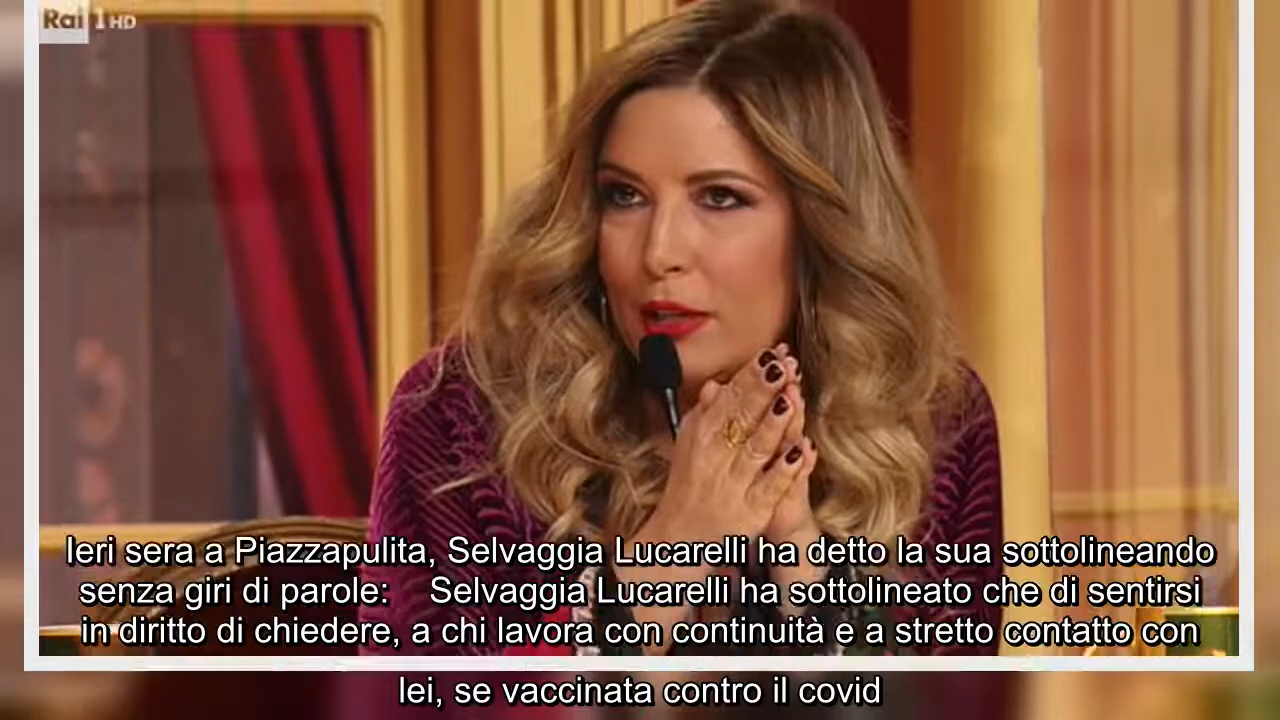 Rai 1 HD
Ieri sera a Piazzapulita, Selvaggia Lucarelli ha detto la sua sottolineando
senza giri di parole: Selvaggia Lucarelli ha sottolineato che di sentirsi
in diritto di chiedere, a chi lavora con continuità e a stretto contatto con
lei, se vaccinata contro il covid